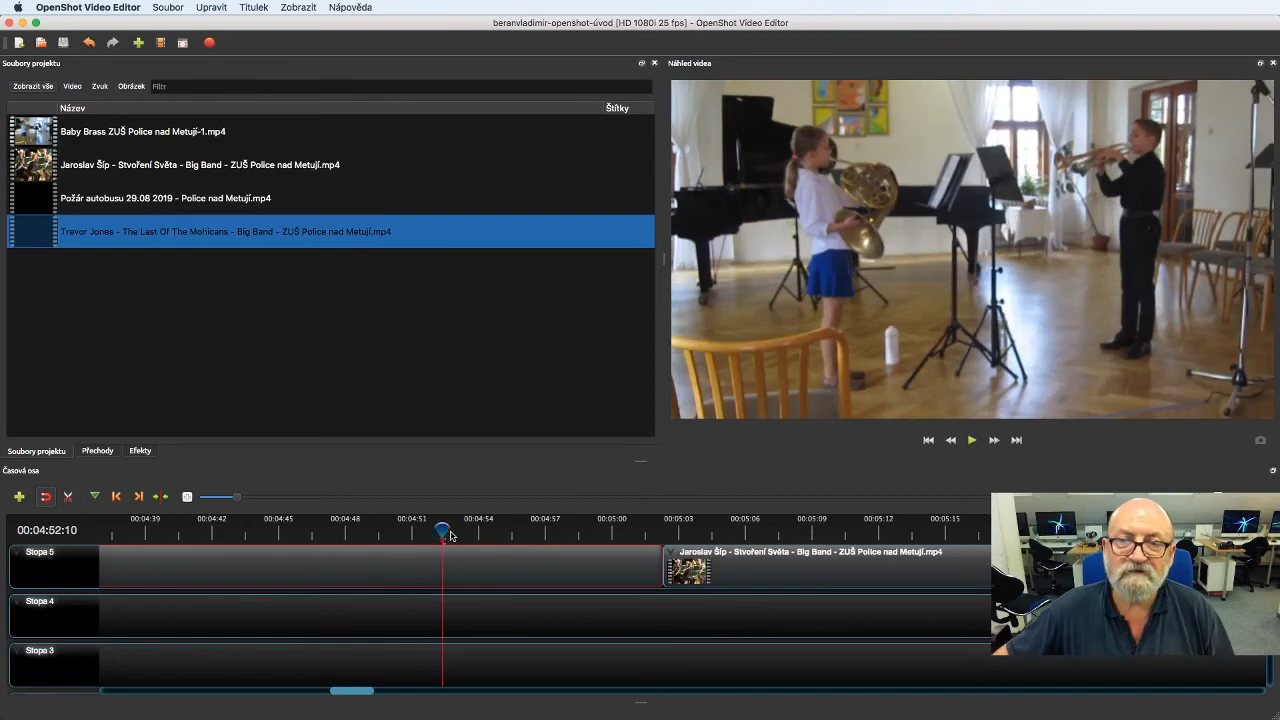 OpenShot Video Editor Soubor Upravit Titulek Zobrazit Nápověda
beranvladimir-openshot-úvod [HD 1080i 25 fps] - OpenShot Video Editor
Soubory projektu
Náhled videa
Zobrazit vše Video Zvuk Obrázek Filtr
Název Štítky
Baby Brass ZUŠ Police nad Metují-1.mp4
Jaroslav Šíp - Stvoření Světa - Big Band - ZUŠ Police nad Metují.mp4
Požár autobusu 29.08 2019 - Police nad Metují.mp4
Trevor Jones - The Last Of The Mohicans - Big Band - ZUŠ Police nad Metují.mp4
Soubory projektu Přechody Efekty
Časová osa
00:04:52:10
00:04:39 00:04:42 00:04:45 00:04:48 00:04:51 00:04:54 00:04:57 00:05:00 00:05:03 00:05:06 00:05:09 00:05:12 00:05:15
Stopa 5
Jaroslav Šíp - Stvoření Světa - Big Band - ZUŠ Police nad Metují.mp4
Stopa 4
Stopa 3